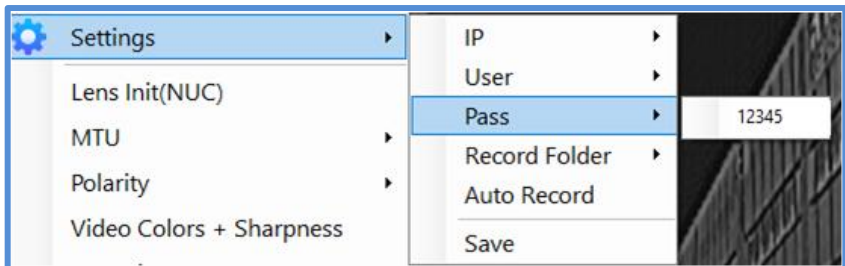 Settings
Lens Init(NUC)
MTU
Polarity
Video Colors + Sharpness
IP
User
Pass
Record Folder
Auto Record
Save
12345